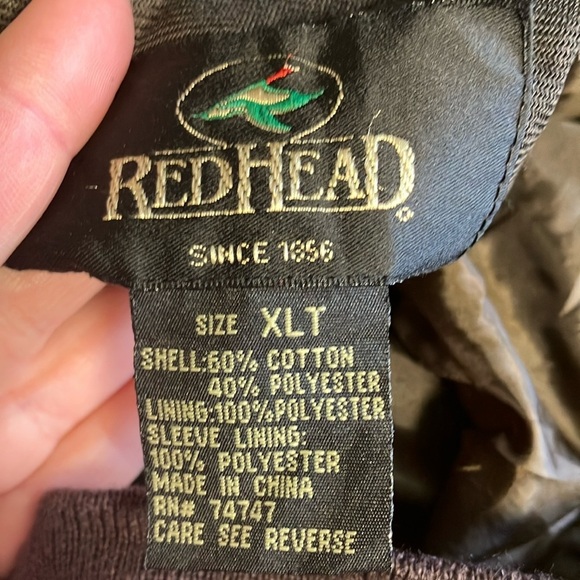 REDHEAD
SINCE 1856
SIZE XLT
SHELL:60% COTTON
40% POLYESTER
LINING:100%POLYESTER
SLEEVE LINING:
100% POLYESTER
MADE IN CHINA
RN# 74747
CARE SEE REVERSE